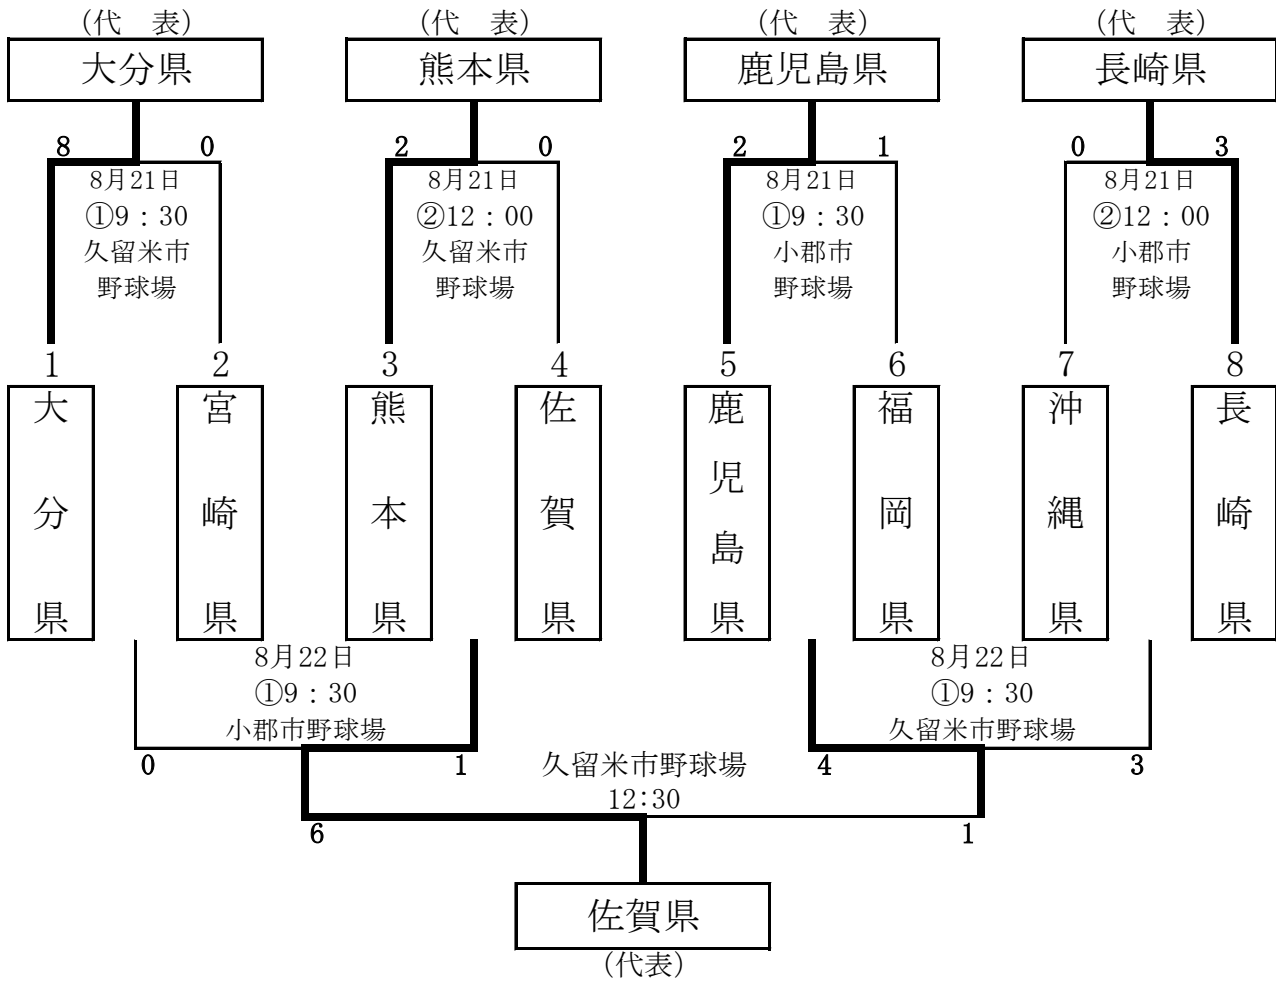 (代　表)　(代　表)　(代　表)　(代　表)
大分県　熊本県　鹿児島県　長崎県
8　0　2　0　2　1　0　3
8月21日　8月21日　8月21日　8月21日
①9：30　②12：00　①9：30　②12：00
久留米市　久留米市　小郡市　小郡市
野球場　野球場　野球場　野球場
1　2　3　4　5　6　7　8
大分県　宮崎県　熊本県　佐賀県　鹿児島県　福岡県　沖縄県　長崎県
8月22日　8月22日
①9：30　①9：30
小郡市野球場　久留米市野球場
0　1　久留米市野球場　4　3
12:30
6　1
佐賀県
(代表)